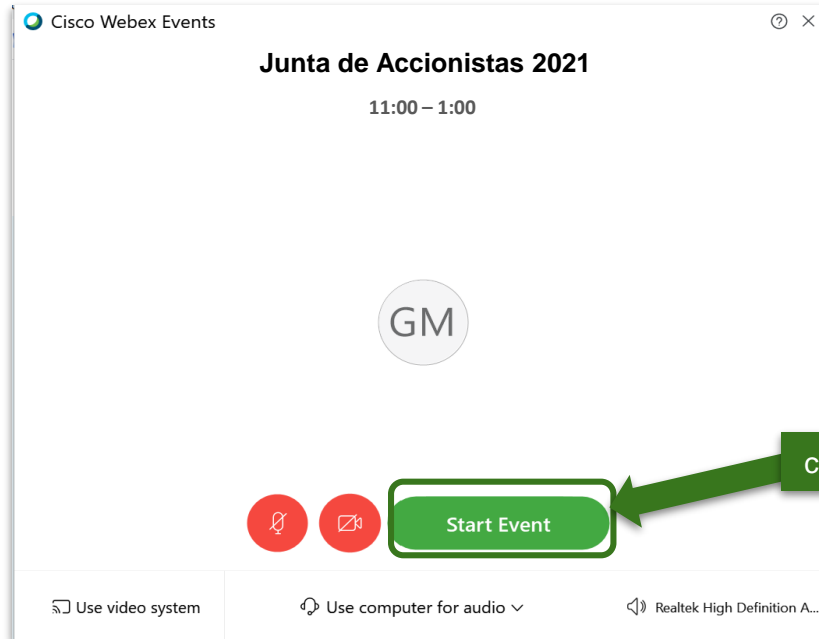 Cisco Webex Events
Junta de Accionistas 2021
11:00 – 1:00
GM
C
Start Event
Use video system
Use computer for audio
Realtek High Definition A...